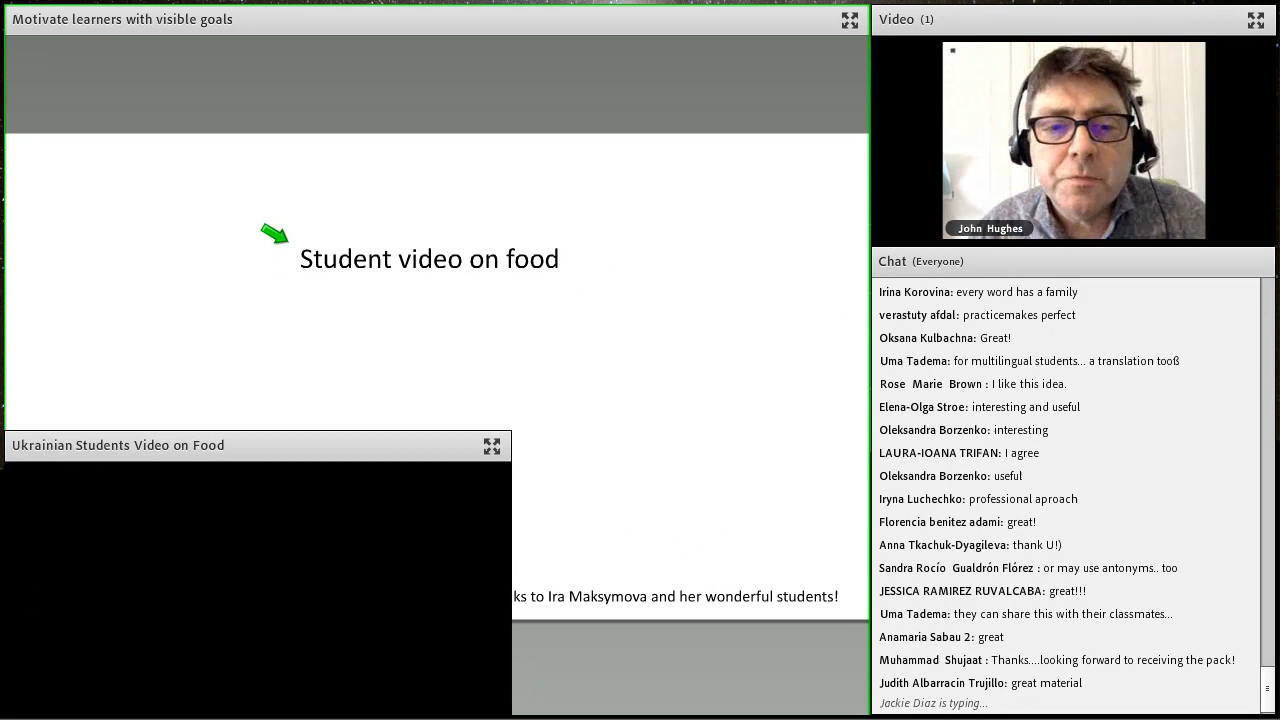 Motivate learners with visible goals
Student video on food
Ukrainian Students Video on Food
ks to Ira Maksymova and her wonderful students!
Video (1)
John Hughes
Chat (Everyone)
Irina Korovina: every word has a family
verastuty afdal: practicemakes perfect
Oksana Kulbachna: Great!
Uma Tadema: for multilingual students... a translation tooß
Rose Marie Brown : I like this idea.
Elena-Olga Stroe: interesting and useful
Oleksandra Borzenko: interesting
LAURA-IOANA TRIFAN: I agree
Oleksandra Borzenko: useful
Iryna Luchechko: professional aproach
Florencia benitez adami: great!
Anna Tkachuk-Dyagileva: thank U!)
Sandra Rocío Gualdrón Flórez : or may use antonyms.. too
JESSICA RAMIREZ RUVALCABA: great!!!
Uma Tadema: they can share this with their classmates...
Anamaria Sabau 2: great
Muhammad Shujaat : Thanks....looking forward to receiving the pack!
Judith Albarracin Trujillo: great material
Jackie Diaz is typing...